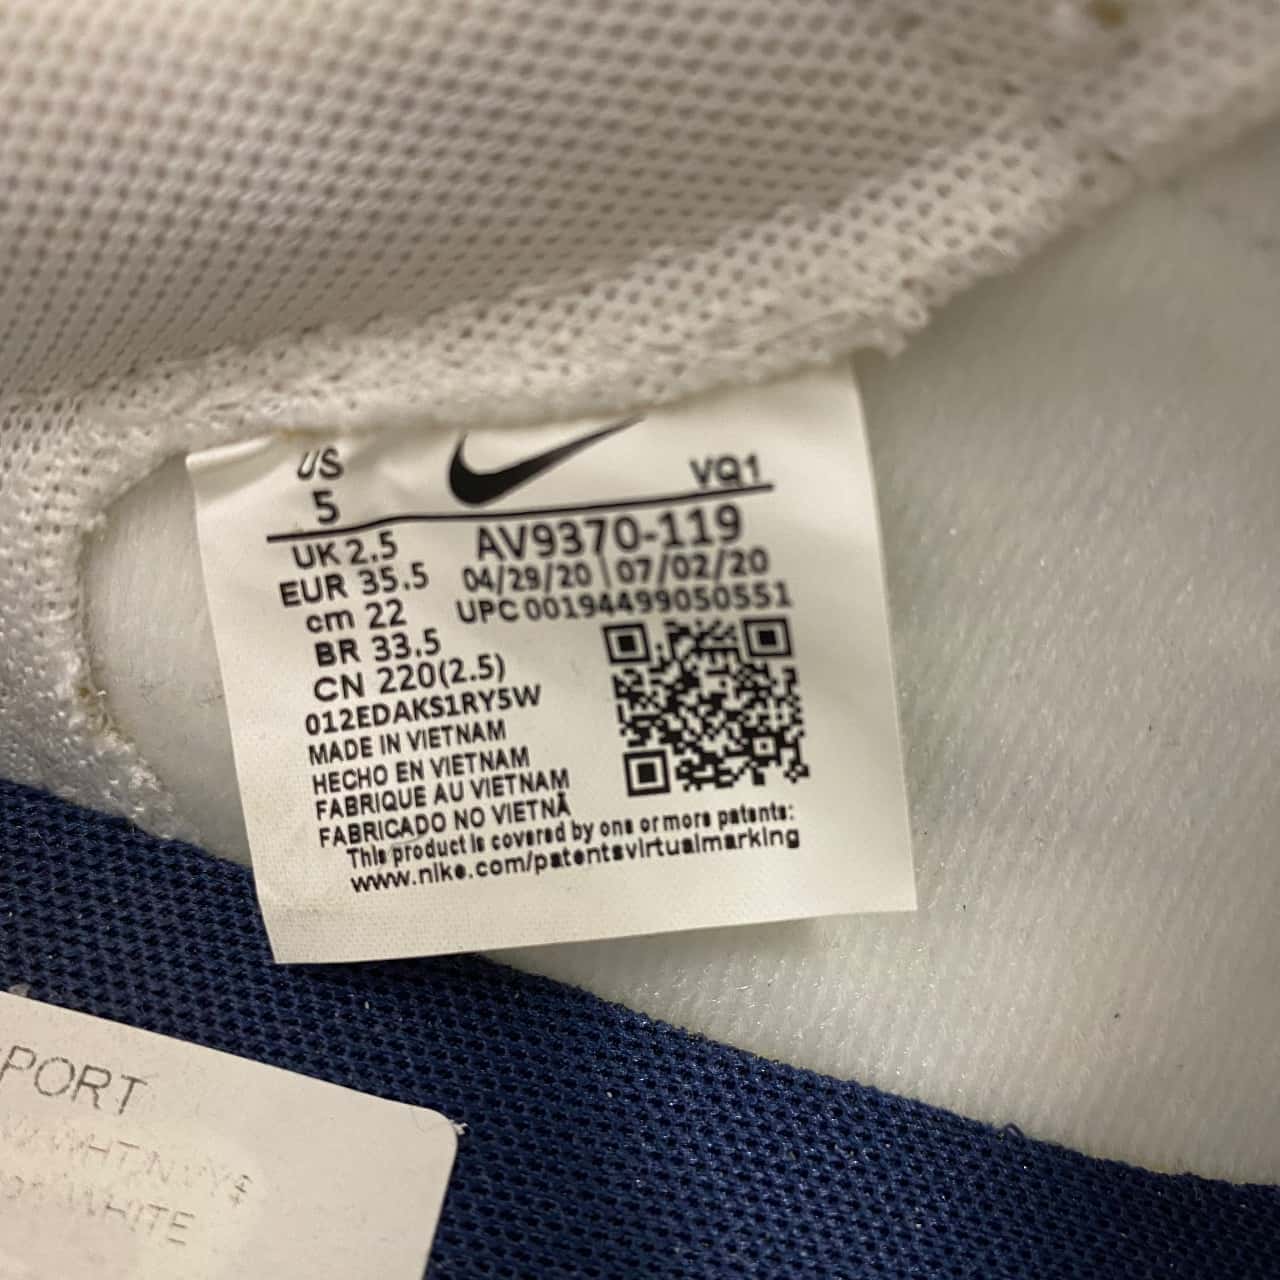 US
5
VQ1
UK 2.5
EUR 35.5
cm 22
BR 33.5
CN 220(2.5)
AV9370-119
04/29/20 \ 07/02/20
UPC 00194499050551
012EDAKS1RY5W
MADE IN VIETNAM
HECHO EN VIETNAM
FABRIQUE AU VIETNAM
FABRICADO NO VIETNÃ
This product is covered by one or more patents:
www.nike.com/patentsvirtualmarking
PORT
WHITE